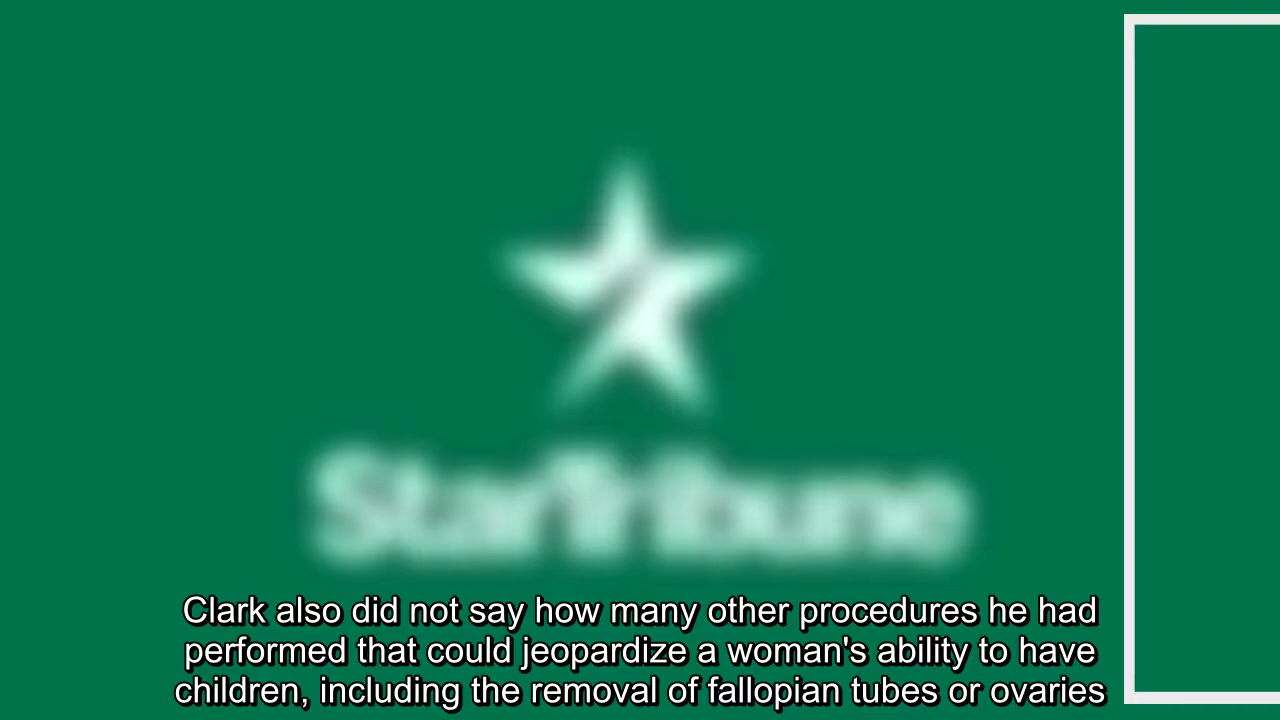 StarTribune
Clark also did not say how many other procedures he had
performed that could jeopardize a woman's ability to have
children, including the removal of fallopian tubes or ovaries